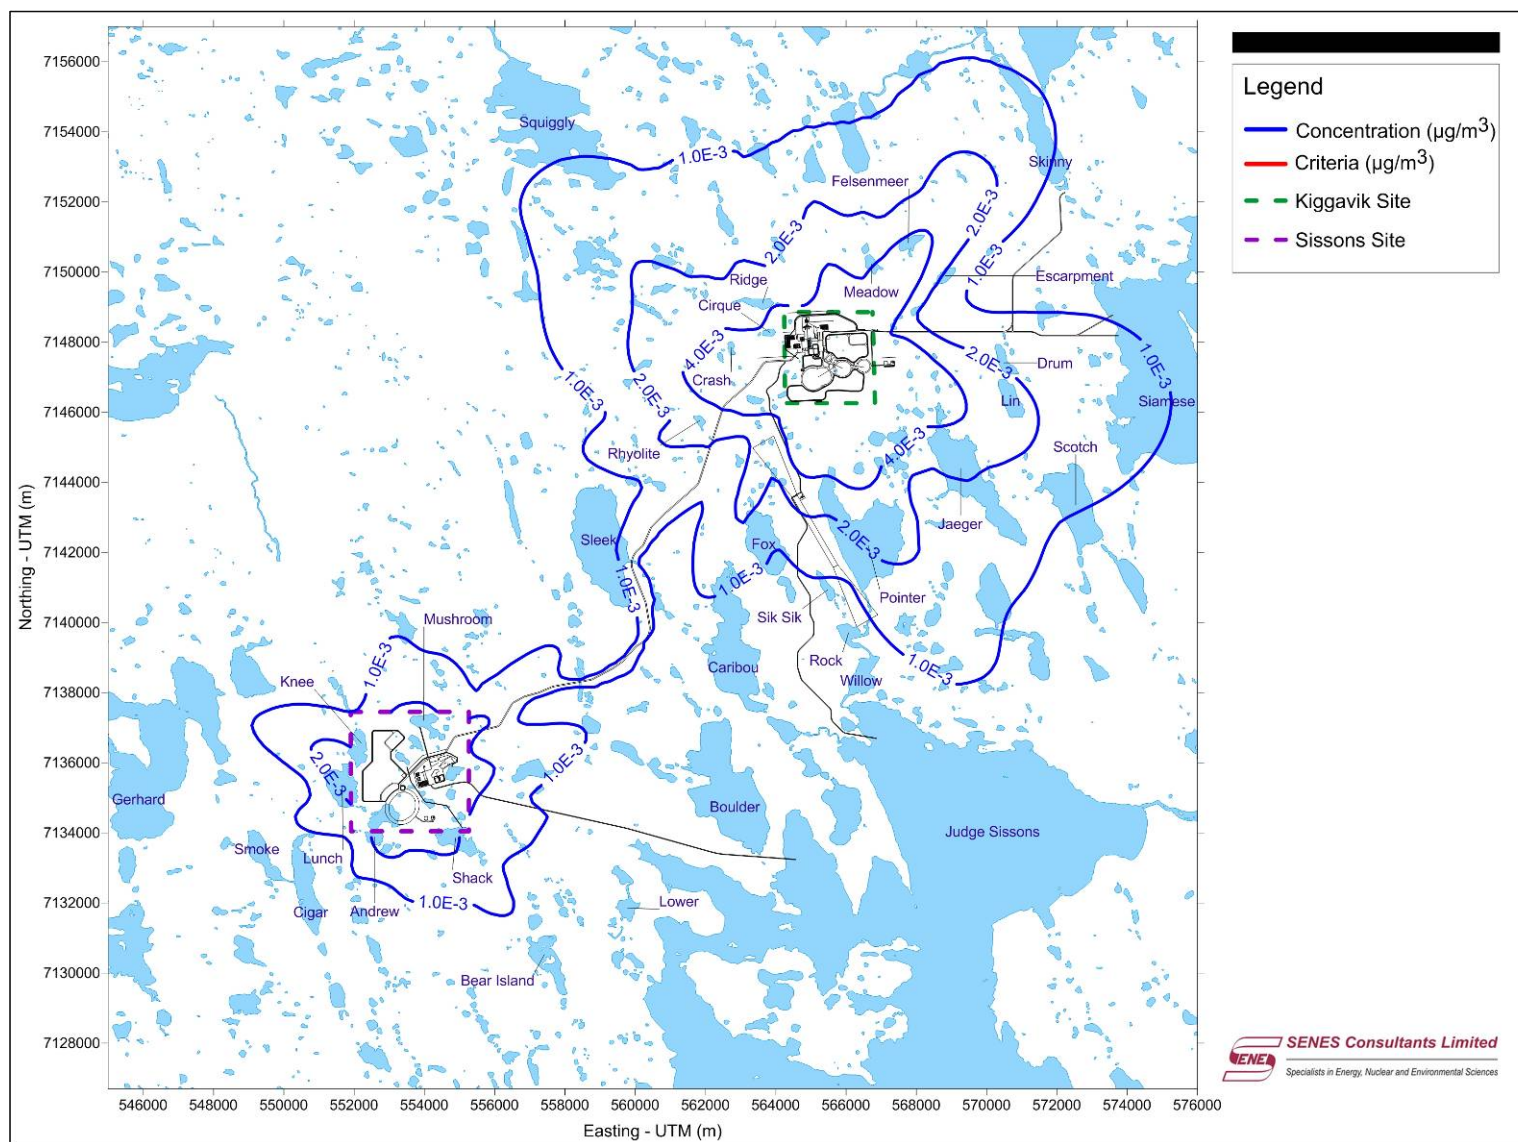 Legend
Concentration (µg/m3)
Criteria (µg/m3)
Kiggavik Site
Sissons Site
7156000
7154000
7152000
7150000
7148000
7146000
7144000
7142000
7140000
7138000
7136000
7134000
7132000
7130000
7128000
Northing - UTM (m)
Squiggly
1.0E-3
Skinny
Felsenmeer
2.0E-3
2.0E-3
1.0E-3
Ridge
Meadow
Escarpment
Cirque
4.0E-3
Crash
2.0E-3
Drum
1.0E-3
1.0E-3
2.0E-3
Lin
Siamese
Rhyolite
4.0E-3
Scotch
Jaeger
Sleek
Fox
2.0E-3
1.0E-3
1.0E-3
Pointer
Sik Sik
Mushroom
Rock
Caribou
Willow
1.0E-3
1.0E-3
Knee
2.0E-3
1.0E-3
Gerhard
Boulder
Judge Sissons
Smoke
Lunch
Shack
Cigar
Andrew
1.0E-3
Lower
Bear Island
546000 548000 550000 552000 554000 556000 558000 560000 562000 564000 566000 568000 570000 572000 574000 576000
Easting - UTM (m)
SENES
SENES Consultants Limited
Specialists in Energy, Nuclear and Environmental Sciences